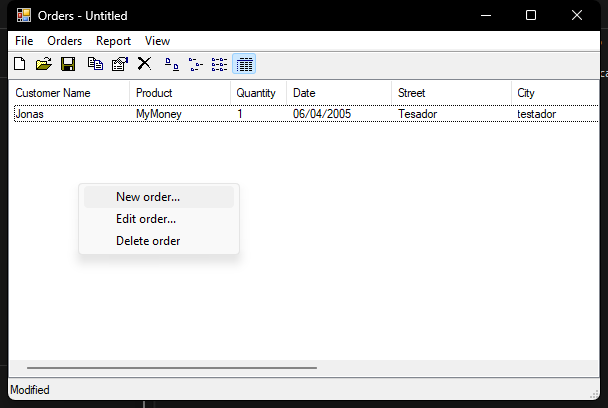 Orders - Untitled
File Orders Report View
Customer Name Product Quantity Date Street City
Jonas MyMoney 1 06/04/2005 Tesador testador
New order...
Edit order...
Delete order
Modified